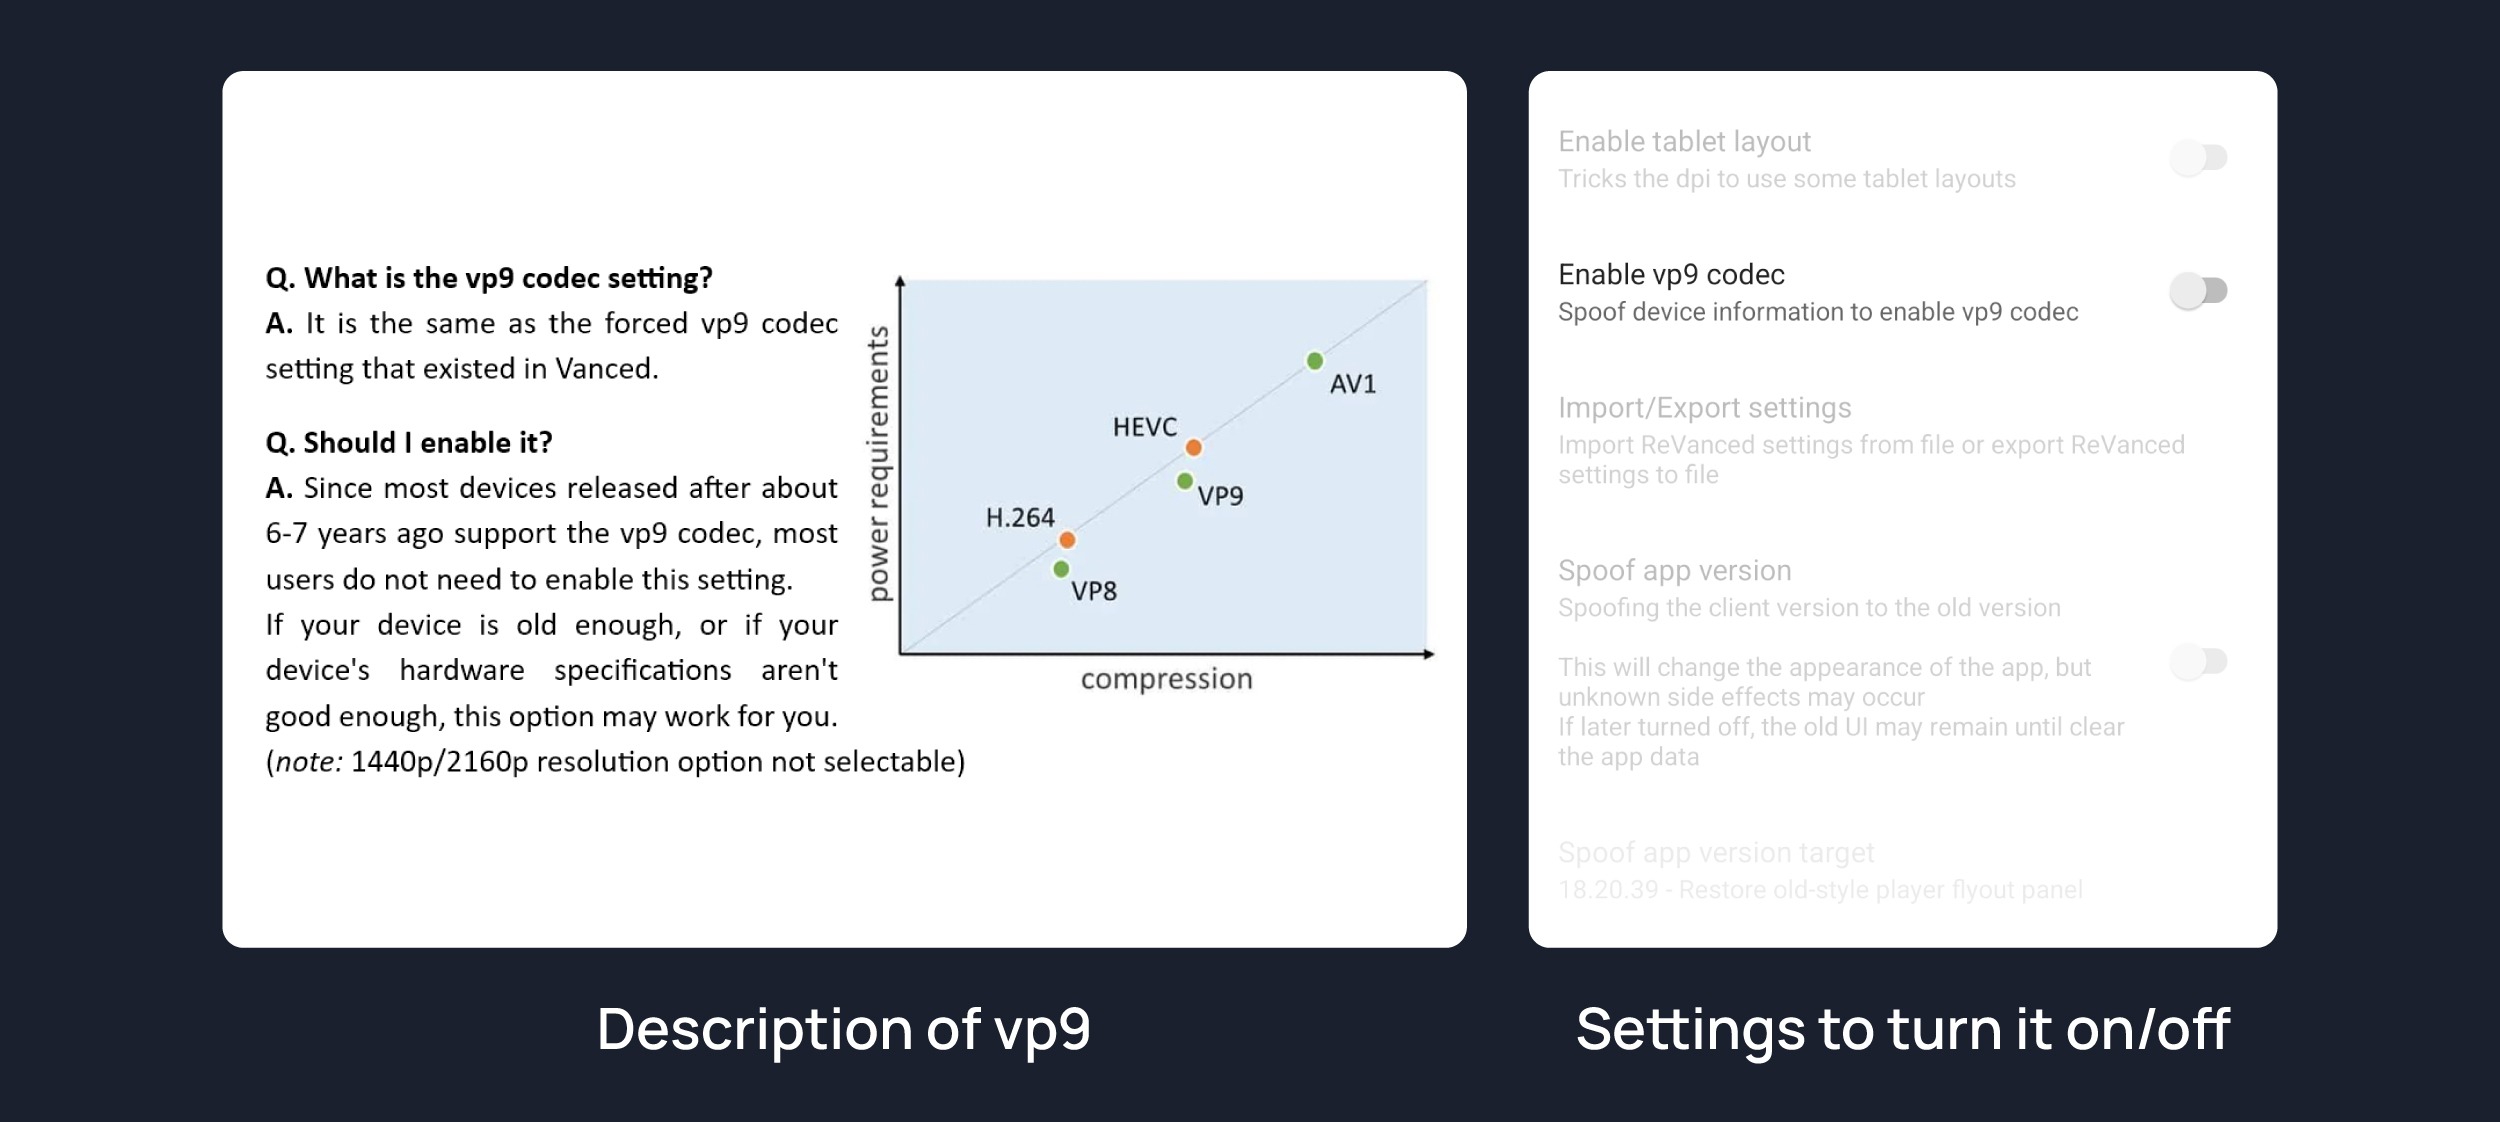 Q. What is the vp9 codec setting?
A. It is the same as the forced vp9 codec
setting that existed in Vanced.
Q. Should I enable it?
A. Since most devices released after about
6-7 years ago support the vp9 codec, most
users do not need to enable this setting.
If your device is old enough, or if your
device's hardware specifications aren't
good enough, this option may work for you.
(note: 1440p/2160p resolution option not selectable)
power requirements
AV1
HEVC
VP9
H.264
VP8
compression
Enable tablet layout
Tricks the dpi to use some tablet layouts
Enable vp9 codec
Spoof device information to enable vp9 codec
Import/Export settings
Import ReVanced settings from file or export ReVanced
settings to file
Spoof app version
Spoofing the client version to the old version
This will change the appearance of the app, but
unknown side effects may occur
If later turned off, the old UI may remain until clear
the app data
Spoof app version target
18.20.39 - Restore old-style player flyout panel
Description of vp9
Settings to turn it on/off